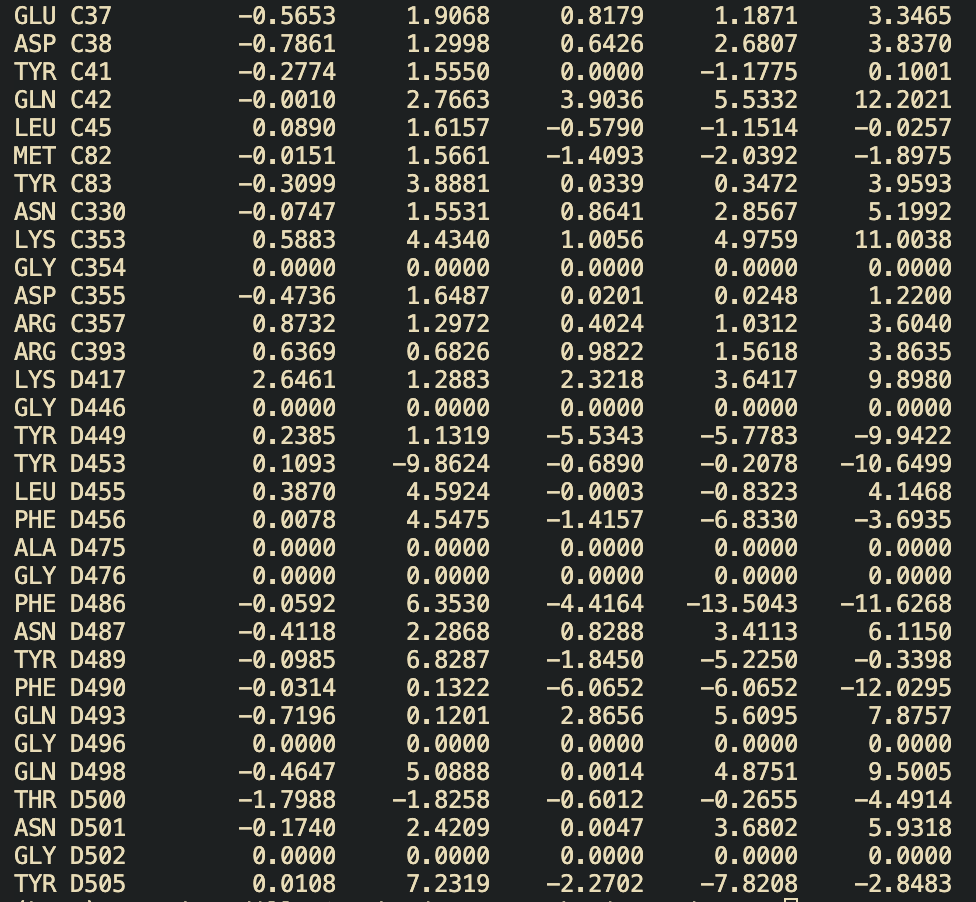 GLU C37 −0.5653 1.9068 0.8179 1.1871 3.3465
ASP C38 −0.7861 1.2998 0.6426 2.6807 3.8370
TYR C41 −0.2774 1.5550 0.0000 −1.1775 0.1001
GLN C42 −0.0010 2.7663 3.9036 5.5332 12.2021
LEU C45 0.0890 1.6157 −0.5790 −1.1514 −0.0257
MET C82 −0.0151 1.5661 −1.4093 −2.0392 −1.8975
TYR C83 −0.3099 3.8881 0.0339 0.3472 3.9593
ASN C330 −0.0747 1.5531 0.8641 2.8567 5.1992
LYS C353 0.5883 4.4340 1.0056 4.9759 11.0038
GLY C354 0.0000 0.0000 0.0000 0.0000 0.0000
ASP C355 −0.4736 1.6487 0.0201 0.0248 1.2200
ARG C357 0.8732 1.2972 0.4024 1.0312 3.6040
ARG C393 0.6369 0.6826 0.9822 1.5618 3.8635
LYS D417 2.6461 1.2883 2.3218 3.6417 9.8980
GLY D446 0.0000 0.0000 0.0000 0.0000 0.0000
TYR D449 0.2385 1.1319 −5.5343 −5.7783 −9.9422
TYR D453 0.1093 −9.8624 −0.6890 −0.2078 −10.6499
LEU D455 0.3870 4.5924 −0.0003 −0.8323 4.1468
PHE D456 0.0078 4.5475 −1.4157 −6.8330 −3.6935
ALA D475 0.0000 0.0000 0.0000 0.0000 0.0000
GLY D476 0.0000 0.0000 0.0000 0.0000 0.0000
PHE D486 −0.0592 6.3530 −4.4164 −13.5043 −11.6268
ASN D487 −0.4118 2.2868 0.8288 3.4113 6.1150
TYR D489 −0.0985 6.8287 −1.8450 −5.2250 −0.3398
PHE D490 −0.0314 0.1322 −6.0652 −6.0652 −12.0295
GLN D493 −0.7196 0.1201 2.8656 5.6095 7.8757
GLY D496 0.0000 0.0000 0.0000 0.0000 0.0000
GLN D498 −0.4647 5.0888 0.0014 4.8751 9.5005
THR D500 −1.7988 −1.8258 −0.6012 −0.2655 −4.4914
ASN D501 −0.1740 2.4209 0.0047 3.6802 5.9318
GLY D502 0.0000 0.0000 0.0000 0.0000 0.0000
TYR D505 0.0108 7.2319 −2.2702 −7.8208 −2.8483